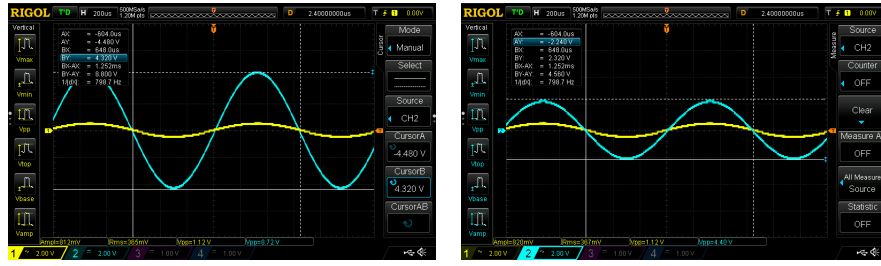 RIGOL T'D H 200us 500MSa/s 1.20M pts D 2.40000000us T 0.00V
Vertical
Vmax
Vmin
Vpp
Vtop
Vbase
Vamp
AX: = -604.0us
AY: = -4.480 V
BX: = 648.0us
BY: = 4.320 V
BX-AX: = 1.252ms
BY-AY: = 8.800 V
1/|dX|: = 798.7 Hz
Cursor
Mode
Manual
Select
Source
CH2
CursorA
-4.480 V
CursorB
4.320 V
CursorAB
Ampl=812mV Rms=365mV Vpp=1.12 V Vpp=8.72 V
1 ~ 2.00 V 2 = 2.00 V 3 = 1.00 V 4 = 1.00 V
RIGOL T'D H 200us 500MSa/s 1.20M pts D 2.40000000us T 0.00V
Vertical
Vmax
Vmin
Vpp
Vtop
Vbase
Vamp
AX: = -604.0us
AY: = -2.240 V
BX: = 648.0us
BY: = 2.320 V
BX-AX: = 1.252ms
BY-AY: = 4.560 V
1/|dX|: = 798.7 Hz
Measure
Source
CH2
Counter
OFF
Clear
Measure A
OFF
All Measure
Source
Statistic
OFF
Ampl=820mV Rms=367mV Vpp=1.12 V Vpp=4.40 V
1 ~ 2.00 V 2 = 2.00 V 3 = 1.00 V 4 = 1.00 V